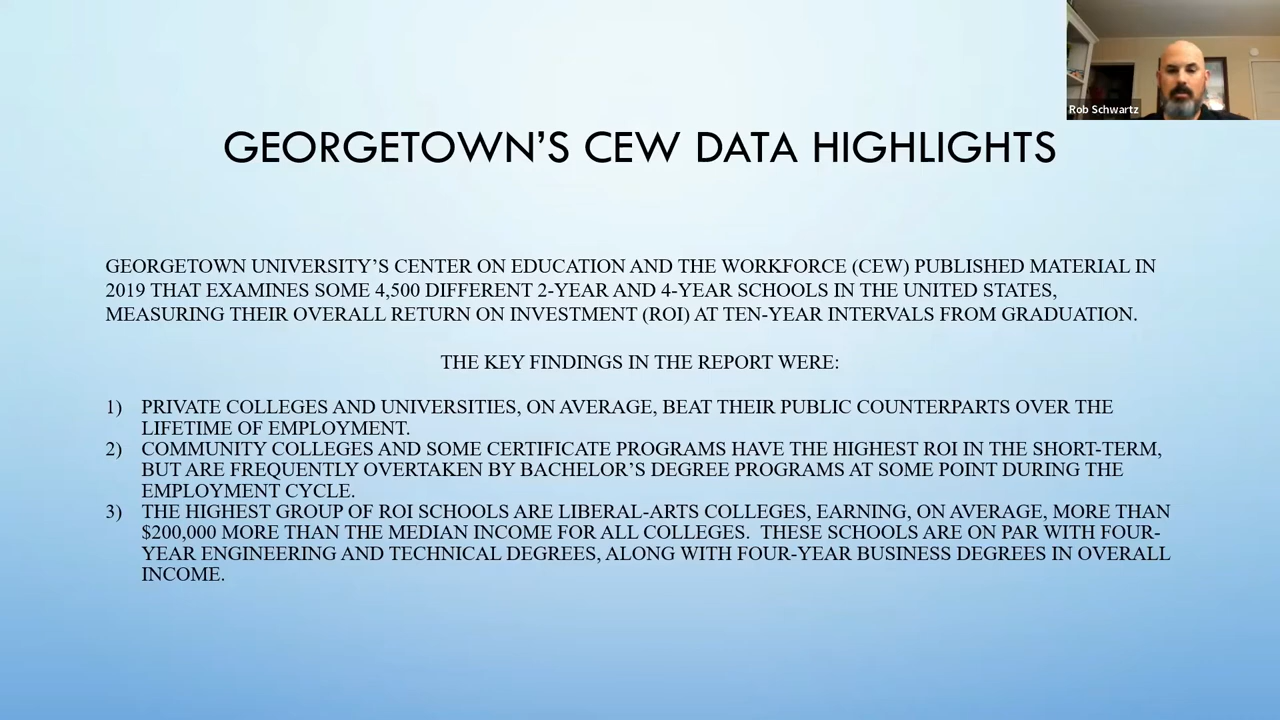 Rob Schwartz
GEORGETOWN'S CEW DATA HIGHLIGHTS
GEORGETOWN UNIVERSITY'S CENTER ON EDUCATION AND THE WORKFORCE (CEW) PUBLISHED MATERIAL IN
2019 THAT EXAMINES SOME 4,500 DIFFERENT 2-YEAR AND 4-YEAR SCHOOLS IN THE UNITED STATES,
MEASURING THEIR OVERALL RETURN ON INVESTMENT (ROI) AT TEN-YEAR INTERVALS FROM GRADUATION.
THE KEY FINDINGS IN THE REPORT WERE:
1) PRIVATE COLLEGES AND UNIVERSITIES, ON AVERAGE, BEAT THEIR PUBLIC COUNTERPARTS OVER THE
LIFETIME OF EMPLOYMENT.
2) COMMUNITY COLLEGES AND SOME CERTIFICATE PROGRAMS HAVE THE HIGHEST ROI IN THE SHORT-TERM,
BUT ARE FREQUENTLY OVERTAKEN BY BACHELOR'S DEGREE PROGRAMS AT SOME POINT DURING THE
EMPLOYMENT CYCLE.
3) THE HIGHEST GROUP OF ROI SCHOOLS ARE LIBERAL-ARTS COLLEGES, EARNING, ON AVERAGE, MORE THAN
$200,000 MORE THAN THE MEDIAN INCOME FOR ALL COLLEGES. THESE SCHOOLS ARE ON PAR WITH FOUR-
YEAR ENGINEERING AND TECHNICAL DEGREES, ALONG WITH FOUR-YEAR BUSINESS DEGREES IN OVERALL
INCOME.